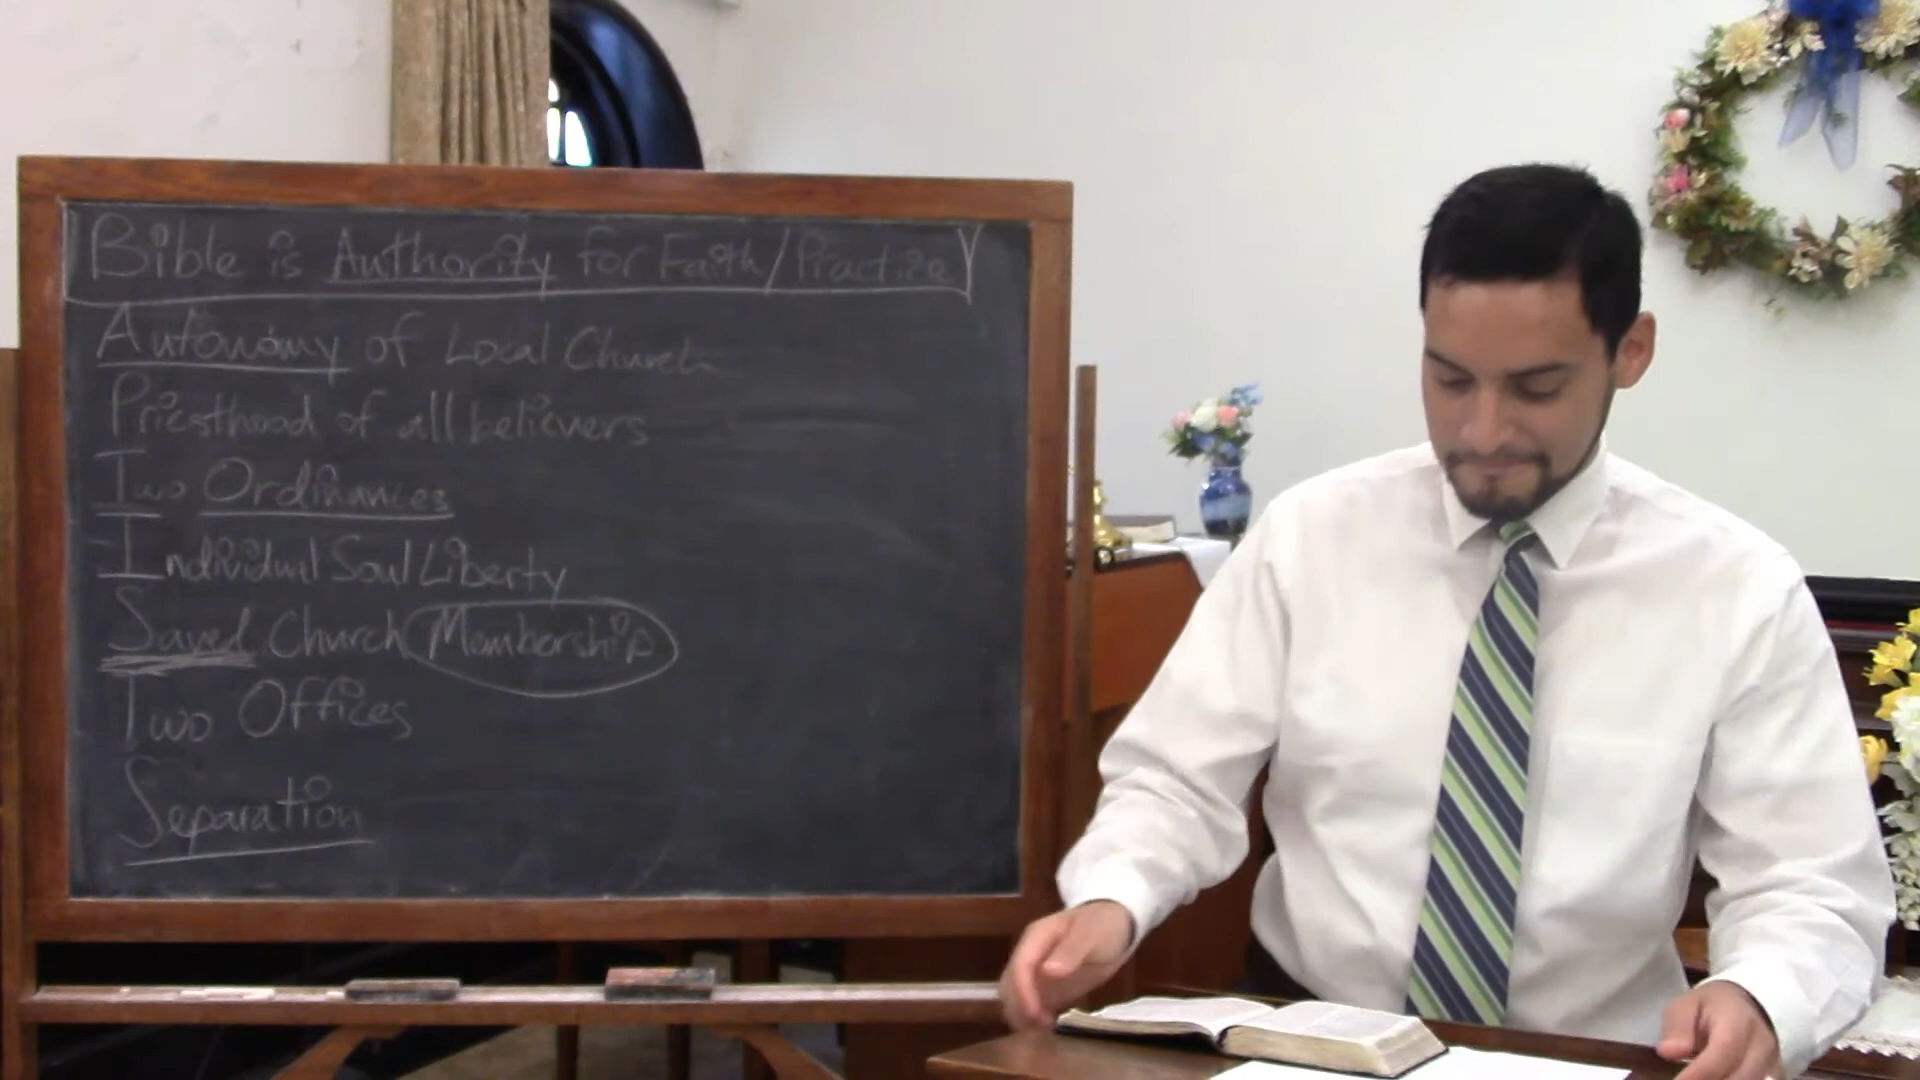 Bible is Authority for Faith/Practice
Autonomy of Local Church
Priesthood of all believers
Two Ordinances
Individual Soul Liberty
Saved Church Membership
Two Offices
Separation